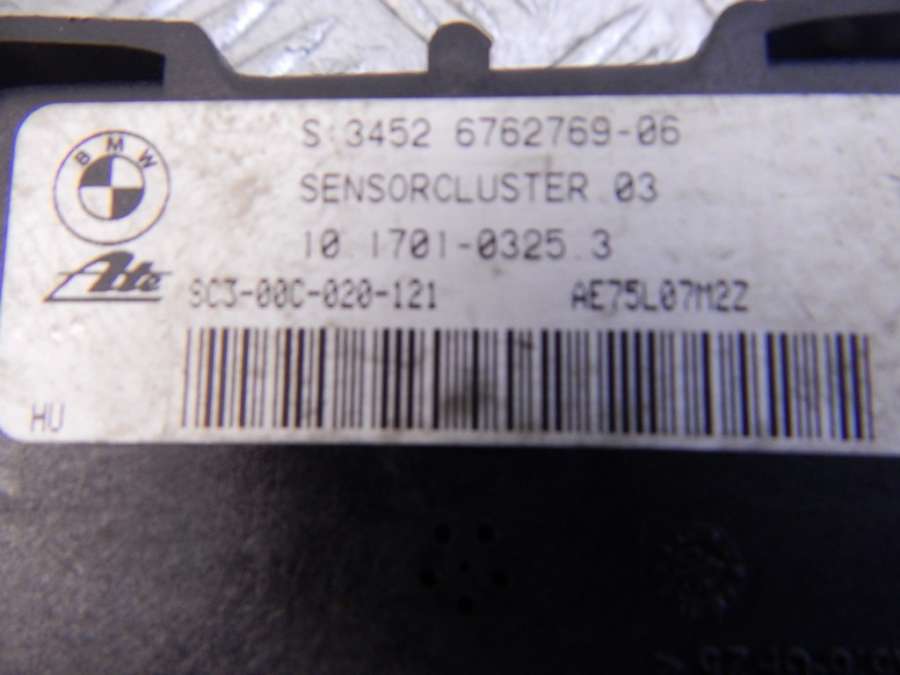 BMW
S:3452 6762769-06
SENSORCLUSTER 03
10.1701-0325.3
Ate
SC3-00C-020-121 AE75L07M2Z
HU